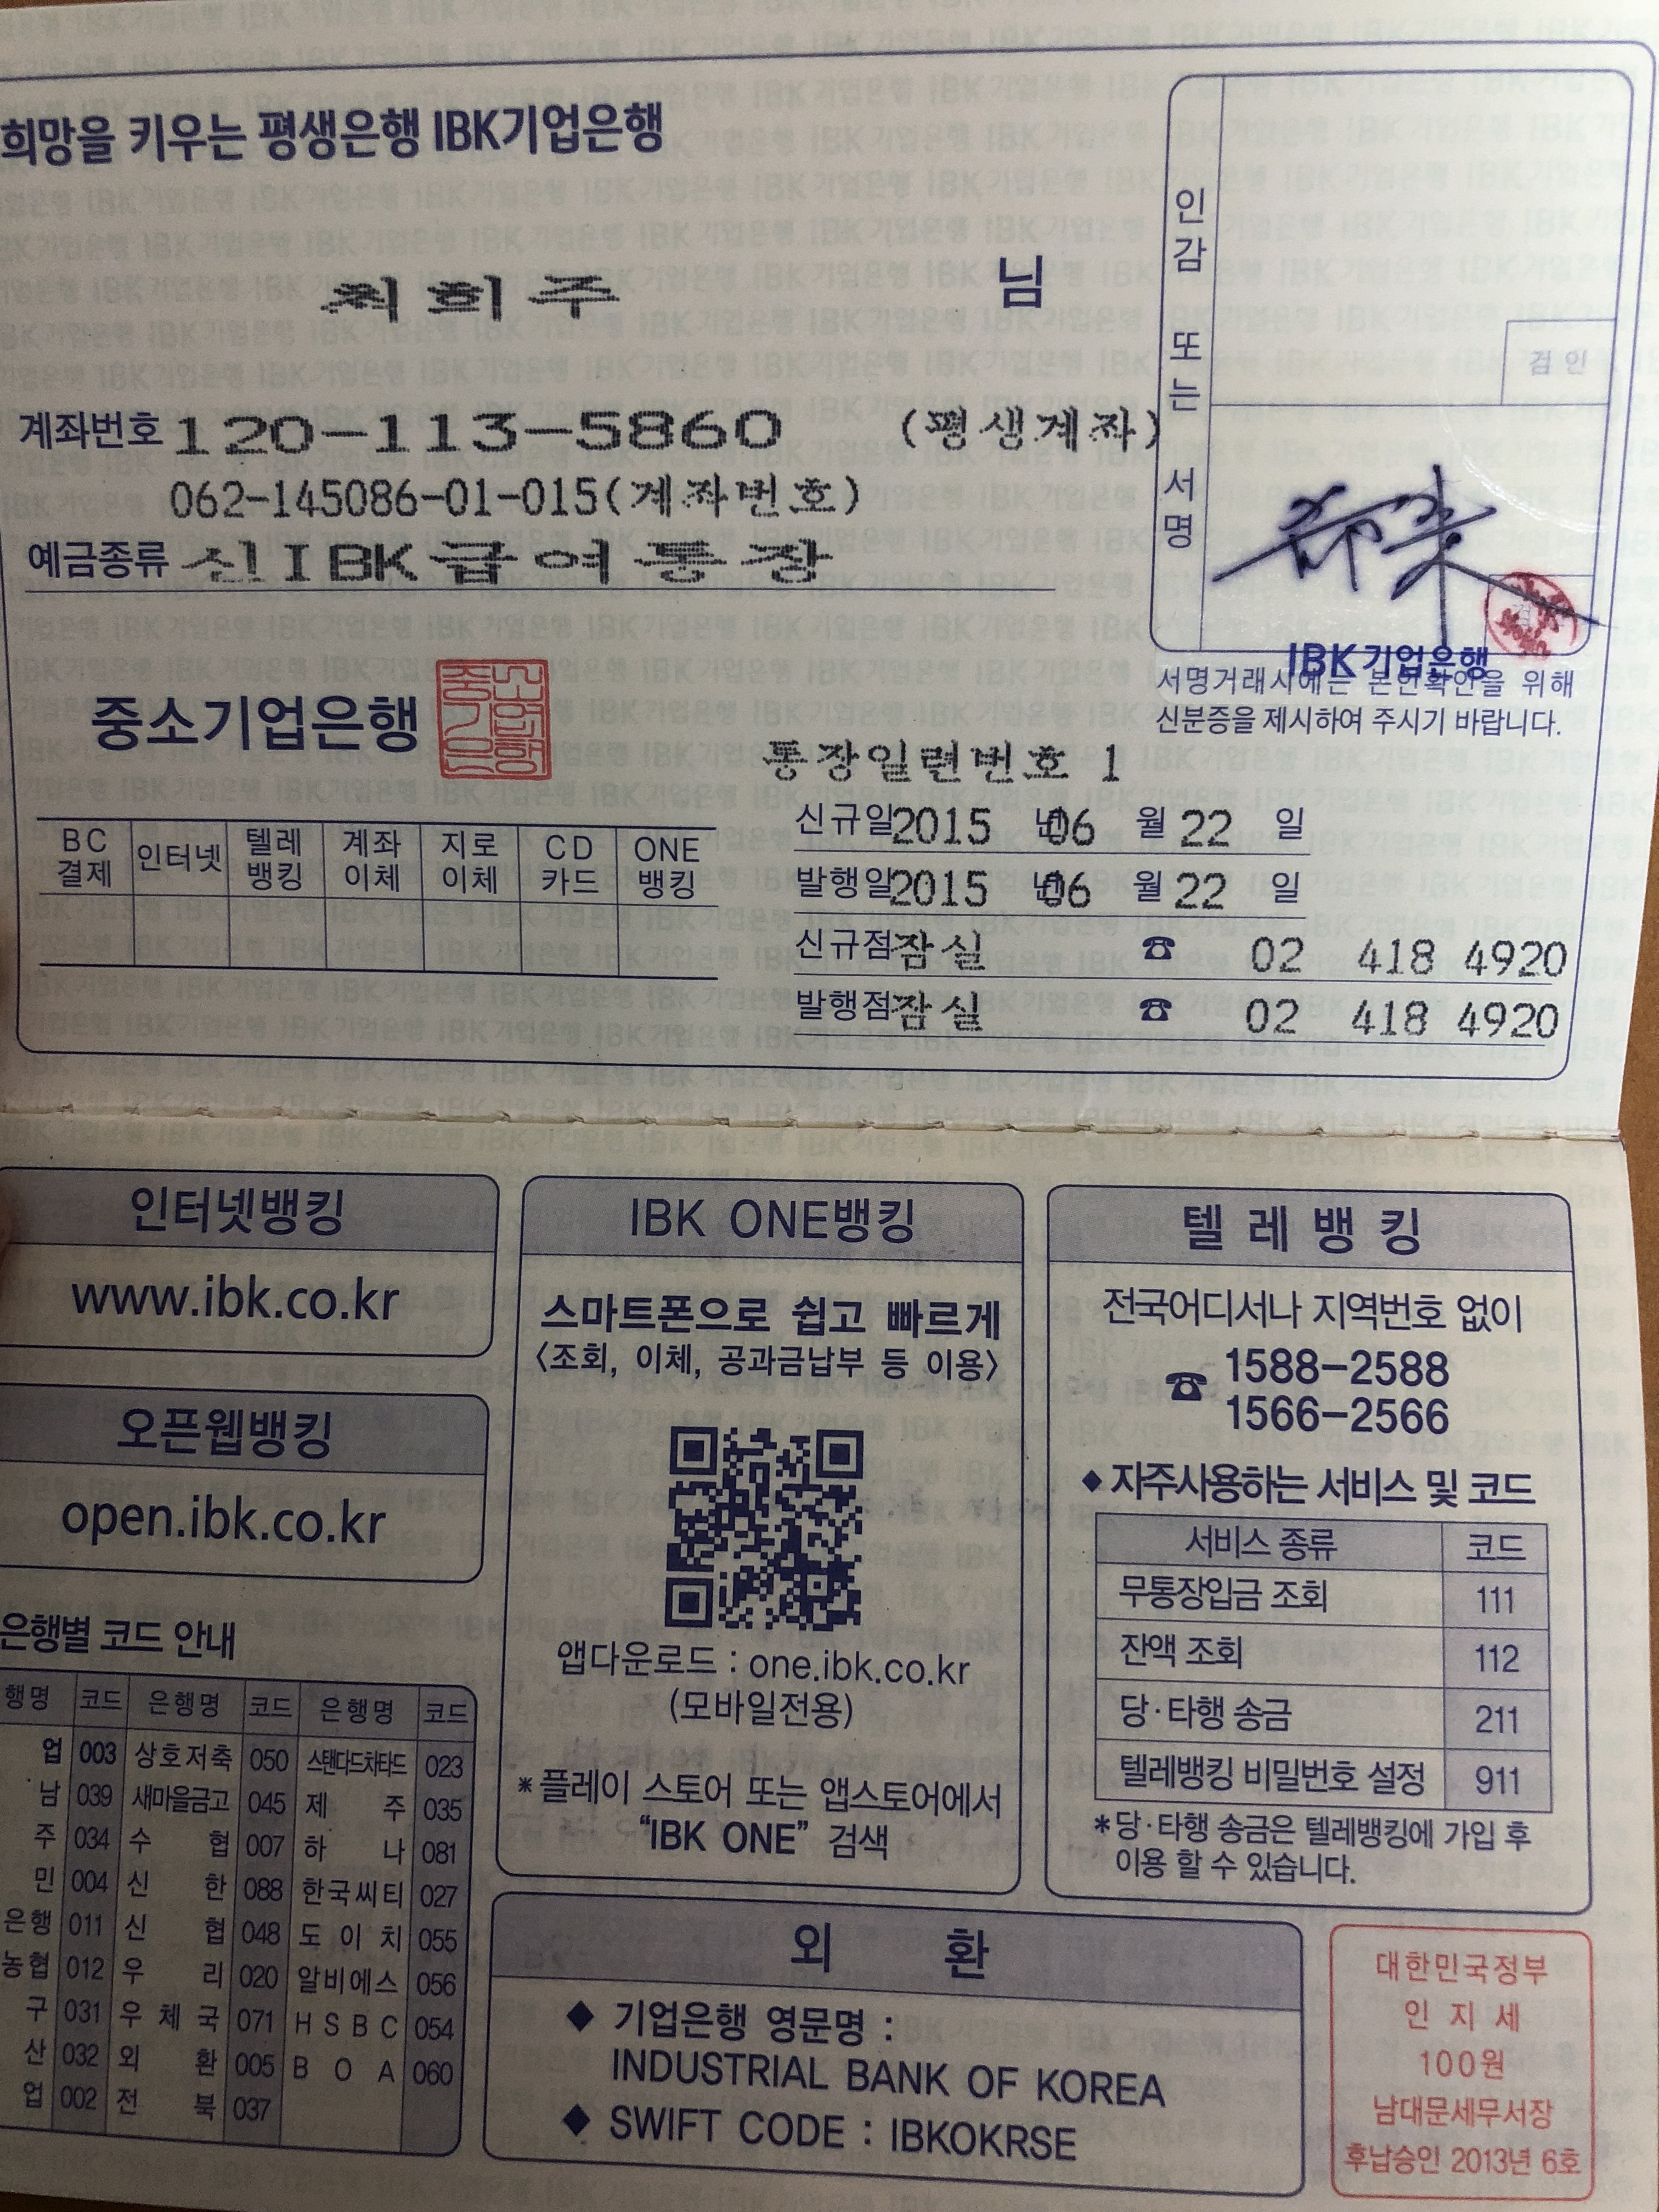 희망을 키우는 평생은행 IBK기업은행
최희주 님
계좌번호 120-113-5860 (평생계좌)
062-145086-01-015(계좌번호)
예금종류 신IBK급여통장
인감 또는 서명
검인
IBK기업은행
서명거래시에는 본인확인을 위해
신분증을 제시하여 주시기 바랍니다.
중소기업은행
통장일련번호 1
신규일 2015 년 06 월 22 일
발행일 2015 년 06 월 22 일
신규점 잠실 ☎ 02 418 4920
발행점 잠실 ☎ 02 418 4920
BC 결제 인터넷 텔레뱅킹 계좌이체 지로이체 CD카드 ONE뱅킹
인터넷뱅킹
www.ibk.co.kr
오픈웹뱅킹
open.ibk.co.kr
은행별 코드 안내
행명 코드 은행명 코드 은행명 코드
업 003 상호저축 050 스탠다드차타드 023
남 039 새마을금고 045 제 주 035
주 034 수 협 007 하 나 081
민 004 신 한 088 한국씨티 027
은행 011 신 협 048 도이치 055
농협 012 우 리 020 알비에스 056
구 031 우체국 071 HSBC 054
산 032 외 환 005 BOA 060
업 002 전 북 037
IBK ONE뱅킹
스마트폰으로 쉽고 빠르게
〈조회, 이체, 공과금납부 등 이용〉
앱다운로드 : one.ibk.co.kr
(모바일전용)
*플레이 스토어 또는 앱스토어에서
“IBK ONE” 검색
텔레뱅킹
전국어디서나 지역번호 없이
☎ 1588-2588
1566-2566
◆ 자주사용하는 서비스 및 코드
서비스 종류 코드
무통장입금 조회 111
잔액 조회 112
당·타행 송금 211
텔레뱅킹 비밀번호 설정 911
*당·타행 송금은 텔레뱅킹에 가입 후
이용 할 수 있습니다.
외 환
◆ 기업은행 영문명 :
INDUSTRIAL BANK OF KOREA
◆ SWIFT CODE : IBKOKRSE
대한민국정부
인 지 세
100원
남대문세무서장
후납승인 2013년 6호